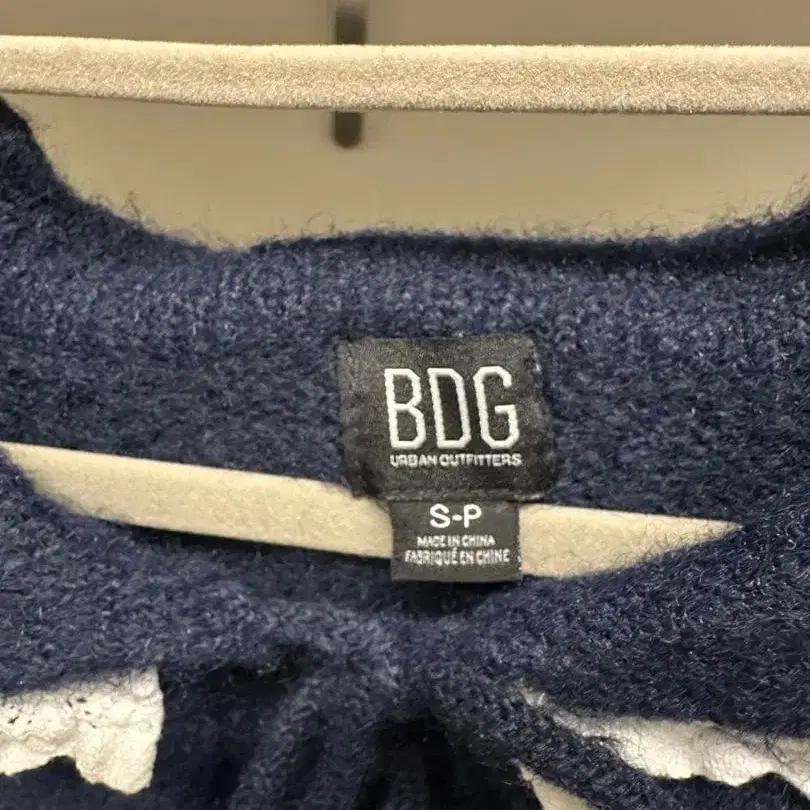 BDG
URBAN OUTFITTERS
S-P
MADE IN CHINA
FABRIQUÉ EN CHINE